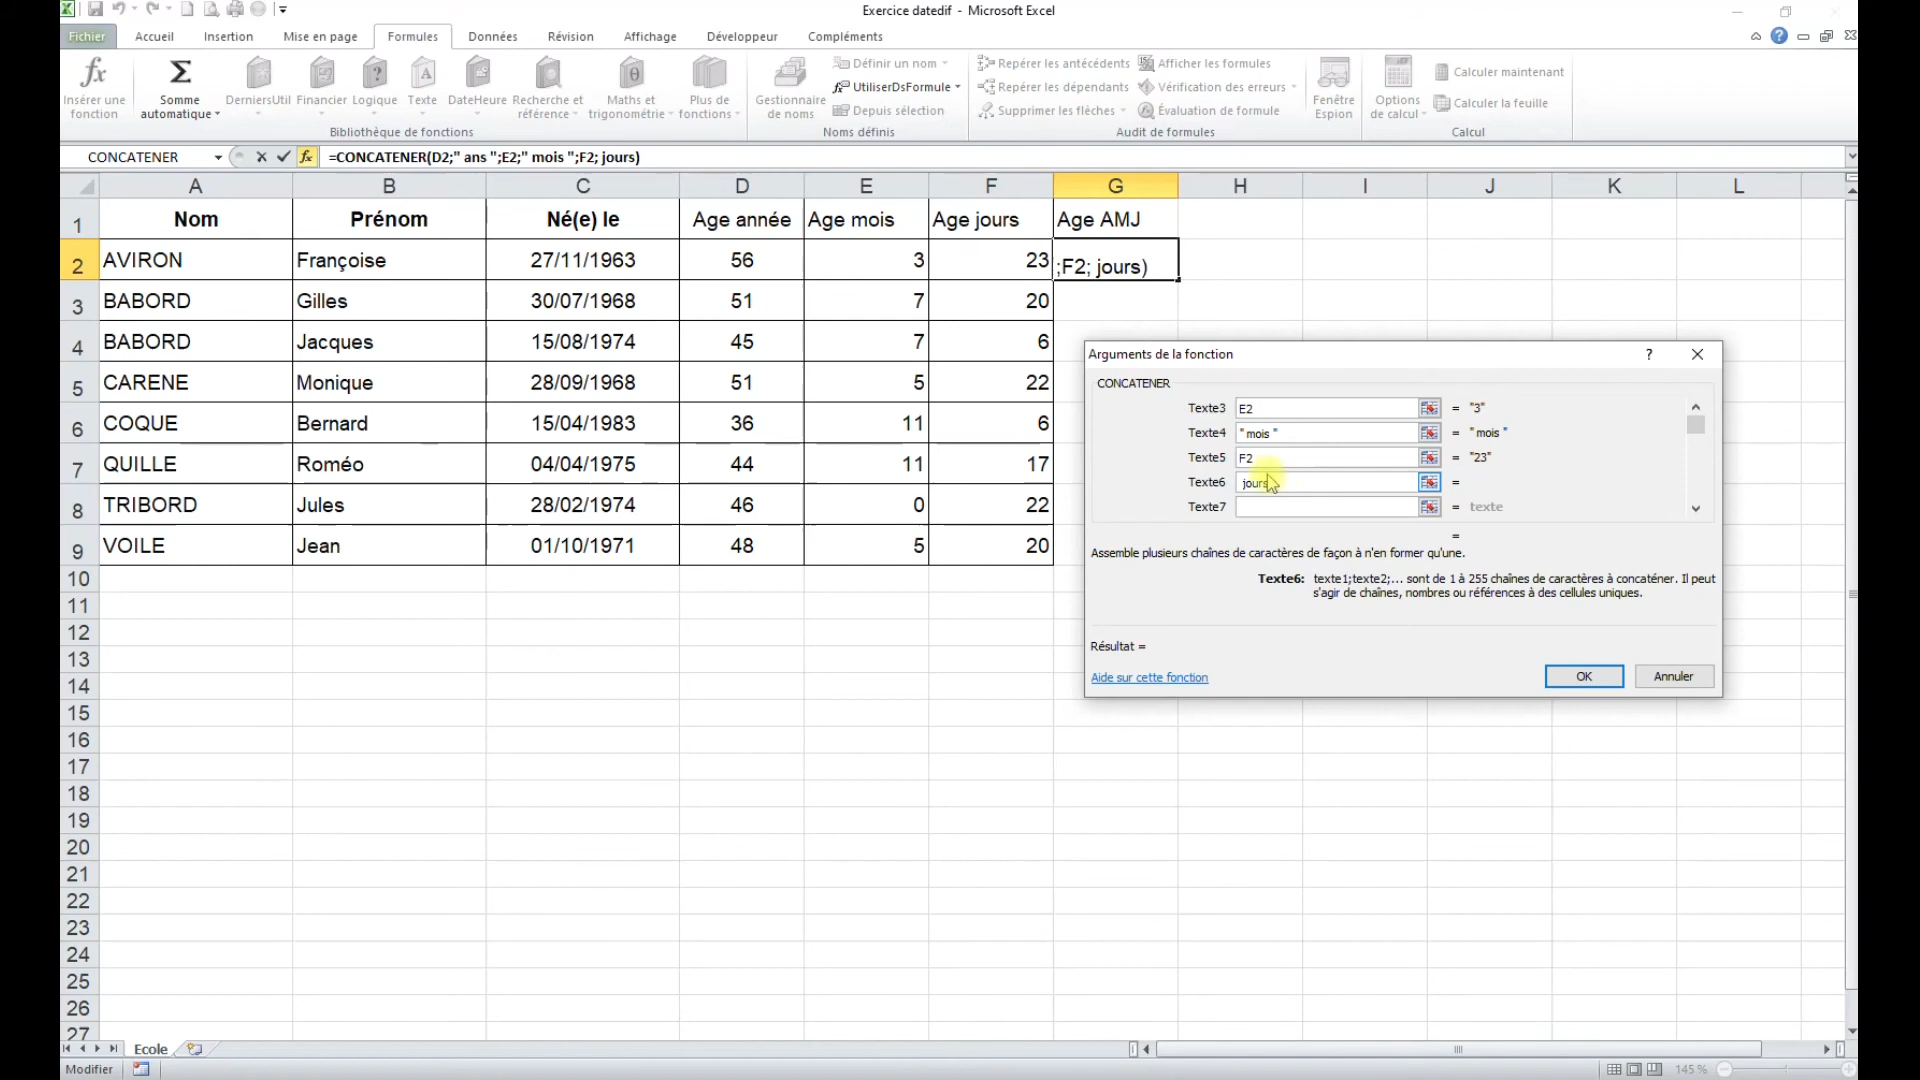 Exercice datedif - Microsoft Excel
Fichier Accueil Insertion Mise en page Formules Données Révision Affichage Développeur Compléments
Insérer une fonction
Somme automatique
DerniersUtil
Financier
Logique
Texte
DateHeure
Recherche et référence
Maths et trigonométrie
Plus de fonctions
Bibliothèque de fonctions
Gestionnaire de noms
Définir un nom
UtiliserDsFormule
Depuis sélection
Noms définis
Repérer les antécédents
Repérer les dépendants
Supprimer les flèches
Afficher les formules
Vérification des erreurs
Évaluation de formule
Audit de formules
Fenêtre Espion
Options de calcul
Calculer maintenant
Calculer la feuille
Calcul
CONCATENER fx =CONCATENER(D2;" ans ";E2;" mois ";F2; jours)
A B C D E F G H I J K L
1 Nom Prénom Né(e) le Age année Age mois Age jours Age AMJ
2 AVIRON Françoise 27/11/1963 56 3 23 ;F2; jours)
3 BABORD Gilles 30/07/1968 51 7 20
4 BABORD Jacques 15/08/1974 45 7 6
5 CARENE Monique 28/09/1968 51 5 22
6 COQUE Bernard 15/04/1983 36 11 6
7 QUILLE Roméo 04/04/1975 44 11 17
8 TRIBORD Jules 28/02/1974 46 0 22
9 VOILE Jean 01/10/1971 48 5 20
10
11
12
13
14
15
16
17
18
19
20
21
22
23
24
25
26
27
Arguments de la fonction ?
CONCATENER
Texte3 E2 = "3"
Texte4 " mois " = " mois "
Texte5 F2 = "23"
Texte6 jours =
Texte7 = texte
=
Assemble plusieurs chaînes de caractères de façon à n'en former qu'une.
Texte6: texte1;texte2;... sont de 1 à 255 chaînes de caractères à concaténer. Il peut
s'agir de chaînes, nombres ou références à des cellules uniques.
Résultat =
Aide sur cette fonction OK Annuler
Ecole
Modifier 145 %